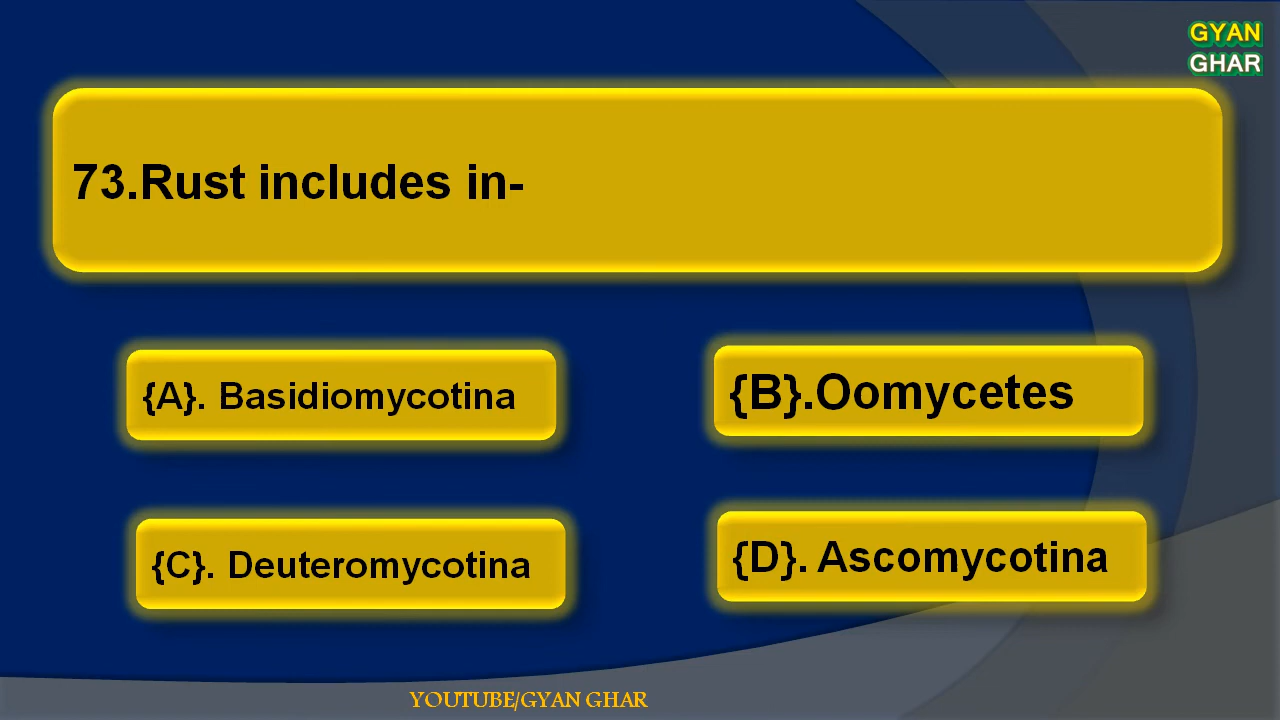 GYAN
GHAR
73.Rust includes in-
{A}. Basidiomycotina
{B}.Oomycetes
{C}. Deuteromycotina
{D}. Ascomycotina
YOUTUBE/GYAN GHAR